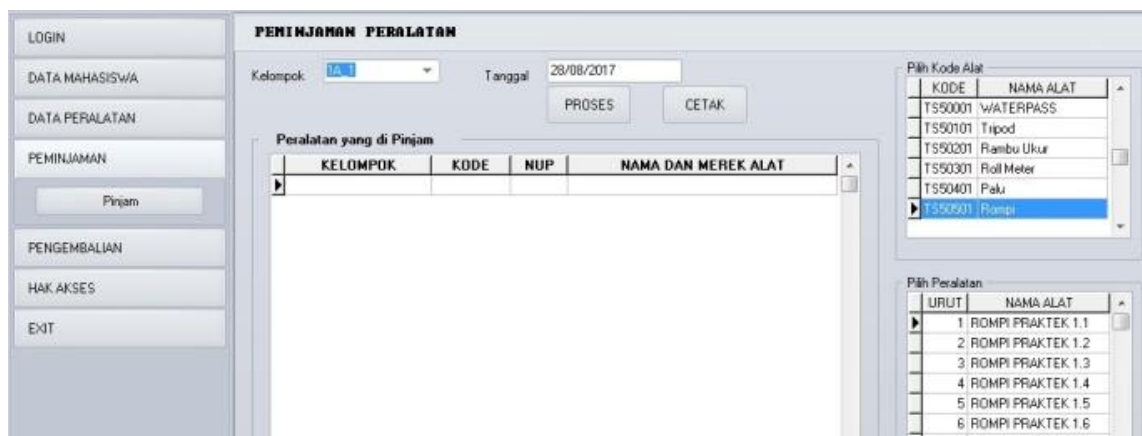 LOGIN
DATA MAHASISWA
DATA PERALATAN
PEMINJAMAN
Pinjam
PENGEMBALIAN
HAK AKSES
EXIT
PEMINJAMAN PERALATAN
Kelompok 1A_1 Tanggal 28/08/2017
PROSES CETAK
Peralatan yang di Pinjam
KELOMPOK KODE NUP NAMA DAN MEREK ALAT
Pilih Kode Alat
KODE NAMA ALAT
TS50001 WATERPASS
TS50101 Tripod
TS50201 Rambu Ukur
TS50301 Roll Meter
TS50401 Palu
TS50501 Rompi
Pilih Peralatan
URUT NAMA ALAT
1 ROMPI PRAKTEK 1.1
2 ROMPI PRAKTEK 1.2
3 ROMPI PRAKTEK 1.3
4 ROMPI PRAKTEK 1.4
5 ROMPI PRAKTEK 1.5
6 ROMPI PRAKTEK 1.6